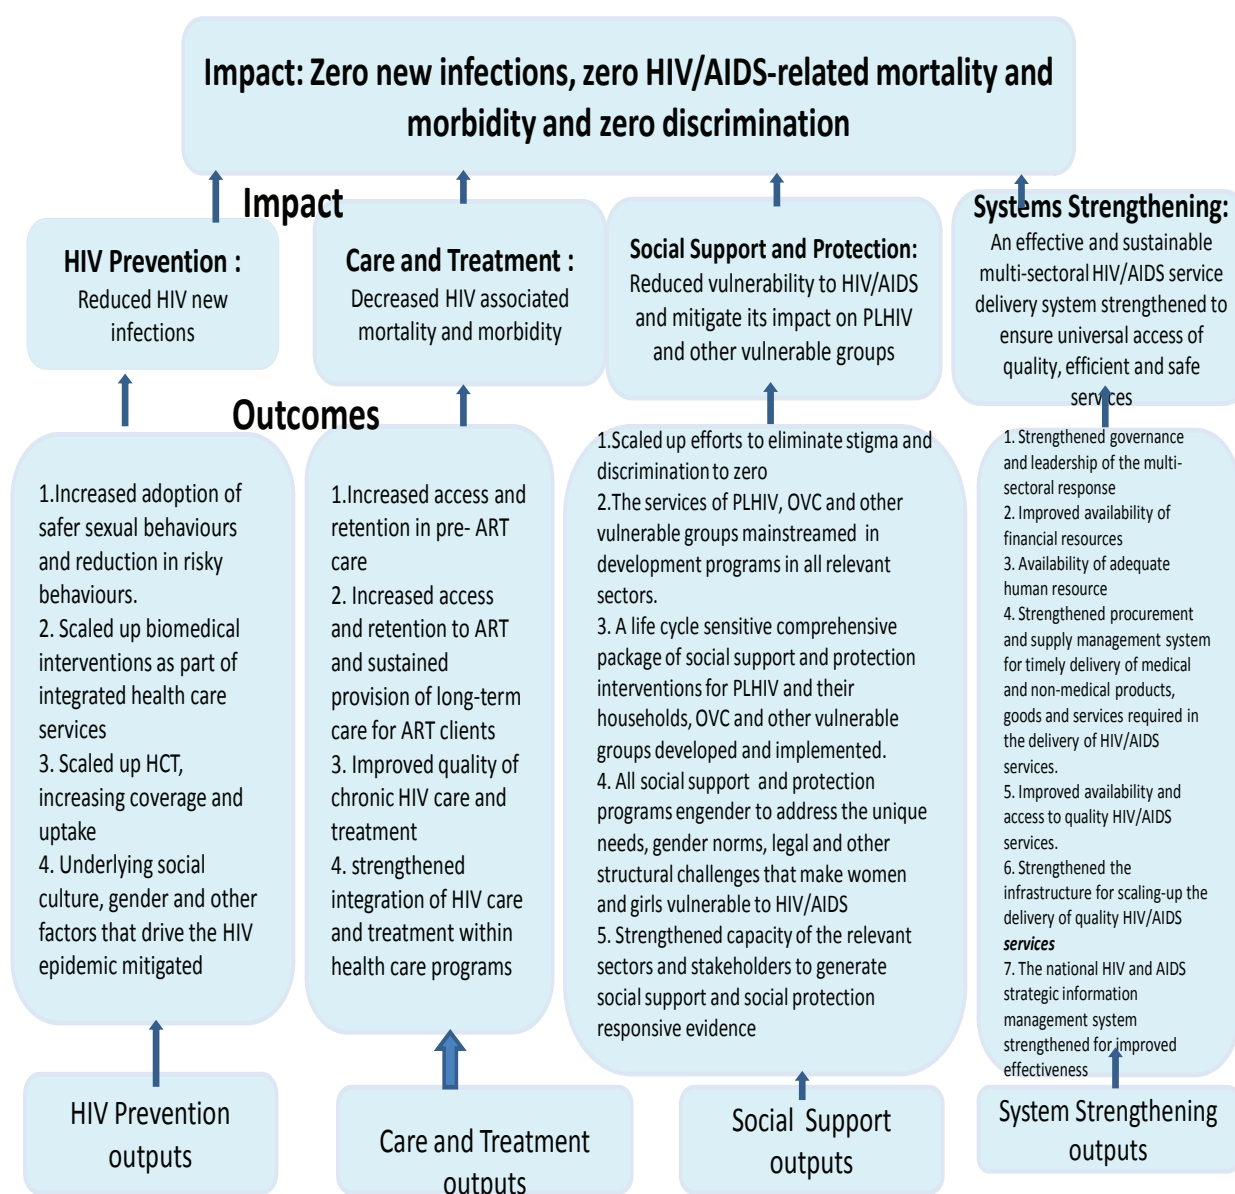 Impact: Zero new infections, zero HIV/AIDS-related mortality and
morbidity and zero discrimination
Impact
HIV Prevention :
Reduced HIV new
infections
Care and Treatment :
Decreased HIV associated
mortality and morbidity
Social Support and Protection:
Reduced vulnerability to HIV/AIDS
and mitigate its impact on PLHIV
and other vulnerable groups
Systems Strengthening:
An effective and sustainable
multi-sectoral HIV/AIDS service
delivery system strengthened to
ensure universal access of
quality, efficient and safe
services
Outcomes
1.Increased adoption of
safer sexual behaviours
and reduction in risky
behaviours.
2. Scaled up biomedical
interventions as part of
integrated health care
services
3. Scaled up HCT,
increasing coverage and
uptake
4. Underlying social
culture, gender and other
factors that drive the HIV
epidemic mitigated
1.Increased access and
retention in pre- ART
care
2. Increased access
and retention to ART
and sustained
provision of long-term
care for ART clients
3. Improved quality of
chronic HIV care and
treatment
4. strengthened
integration of HIV care
and treatment within
health care programs
1.Scaled up efforts to eliminate stigma and
discrimination to zero
2.The services of PLHIV, OVC and other
vulnerable groups mainstreamed in
development programs in all relevant
sectors.
3. A life cycle sensitive comprehensive
package of social support and protection
interventions for PLHIV and their
households, OVC and other vulnerable
groups developed and implemented.
4. All social support and protection
programs engender to address the unique
needs, gender norms, legal and other
structural challenges that make women
and girls vulnerable to HIV/AIDS
5. Strengthened capacity of the relevant
sectors and stakeholders to generate
social support and social protection
responsive evidence
1. Strengthened governance
and leadership of the multi-
sectoral response
2. Improved availability of
financial resources
3. Availability of adequate
human resource
4. Strengthened procurement
and supply management system
for timely delivery of medical
and non-medical products,
goods and services required in
the delivery of HIV/AIDS
services.
5. Improved availability and
access to quality HIV/AIDS
services.
6. Strengthened the
infrastructure for scaling-up the
delivery of quality HIV/AIDS
services
7. The national HIV and AIDS
strategic information
management system
strengthened for improved
effectiveness
HIV Prevention
outputs
Care and Treatment
outputs
Social Support
outputs
System Strengthening
outputs